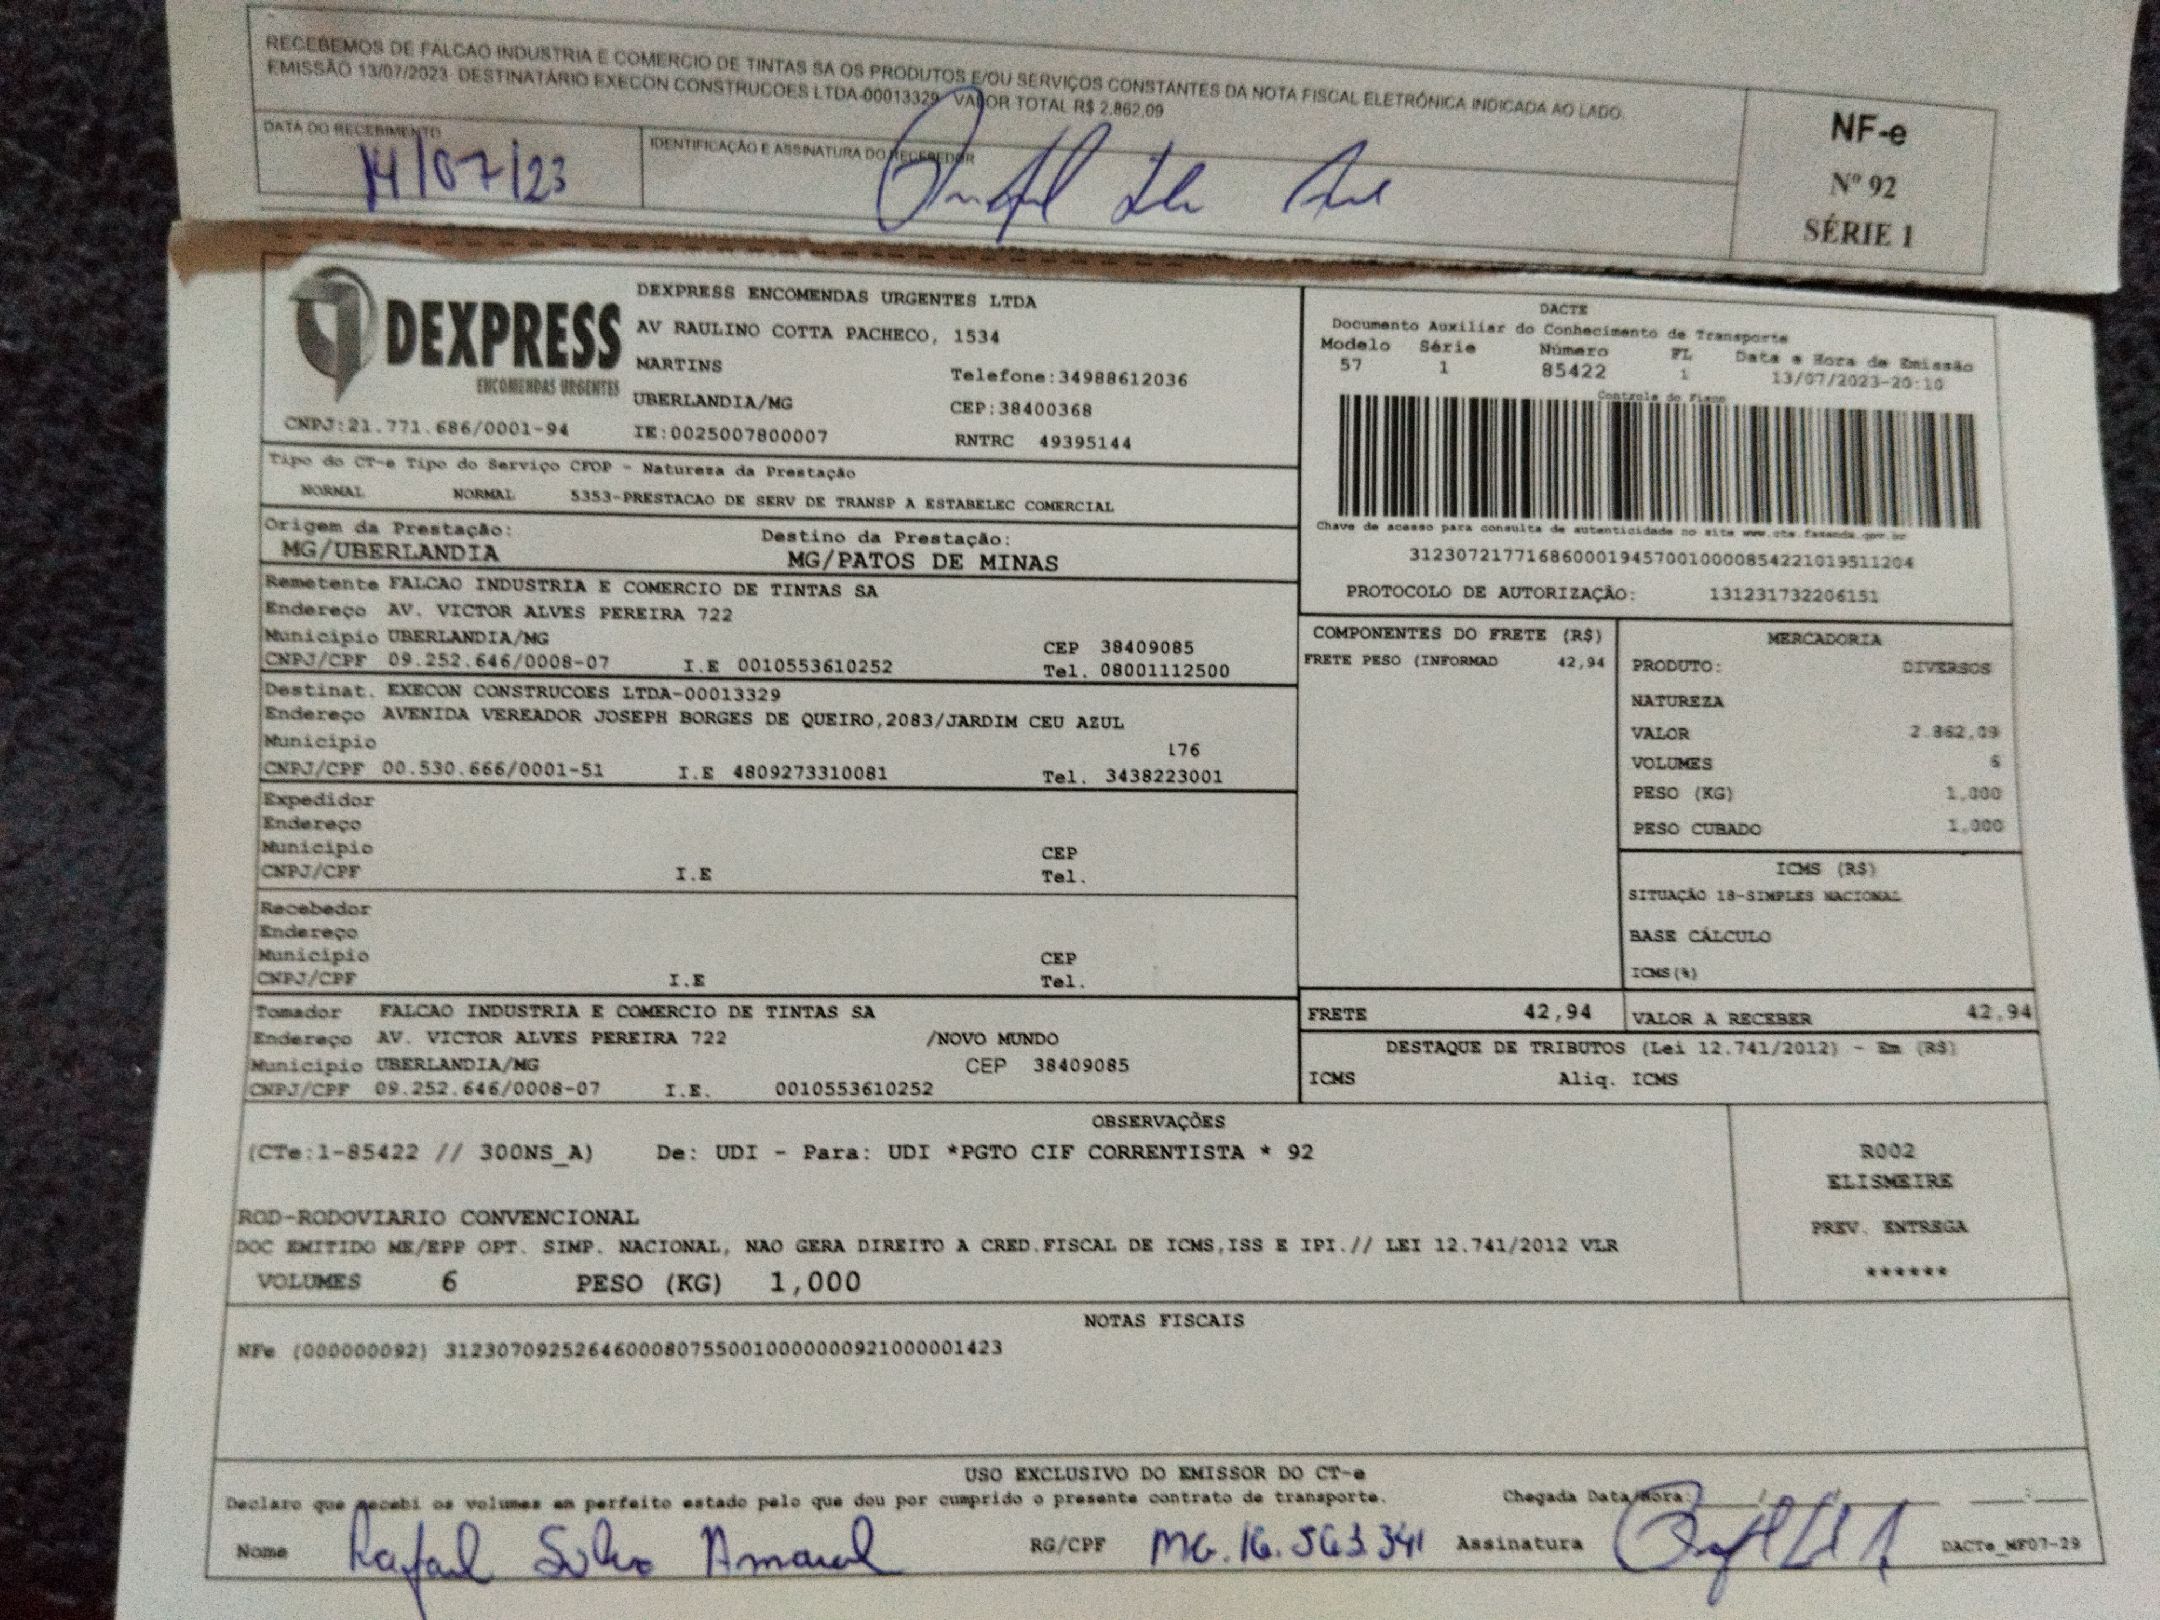 RECEBEMOS DE FALCAO INDUSTRIA E COMERCIO DE TINTAS SA OS PRODUTOS E/OU SERVIÇOS CONSTANTES DA NOTA FISCAL ELETRÔNICA INDICADA AO LADO.
EMISSÃO 13/07/2023 DESTINATÁRIO EXECON CONSTRUCOES LTDA-00013329 VALOR TOTAL R$ 2.862,09
DATA DO RECEBIMENTO
14/07/23
IDENTIFICAÇÃO E ASSINATURA DO RECEBEDOR
NF-e
Nº 92
SÉRIE 1
DEXPRESS
ENCOMENDAS URGENTES
CNPJ:21.771.686/0001-94
DEXPRESS ENCOMENDAS URGENTES LTDA
AV RAULINO COTTA PACHECO, 1534
MARTINS Telefone:34988612036
UBERLANDIA/MG CEP:38400368
IE:0025007800007 RNTRC 49395144
DACTE
Documento Auxiliar do Conhecimento de Transporte
Modelo Série Número FL Data e Hora de Emissão
57 1 85422 1 13/07/2023-20:10
Controle do Fisco
Chave de acesso para consulta de autenticidade no site www.cte.fazenda.gov.br
31230721771686000194570010000854221019511204
PROTOCOLO DE AUTORIZAÇÃO: 131231732206151
Tipo do CT-e Tipo do Serviço CFOP - Natureza da Prestação
NORMAL NORMAL 5353-PRESTACAO DE SERV DE TRANSP A ESTABELEC COMERCIAL
Origem da Prestação: Destino da Prestação:
MG/UBERLANDIA MG/PATOS DE MINAS
Remetente FALCAO INDUSTRIA E COMERCIO DE TINTAS SA
Endereço AV. VICTOR ALVES PEREIRA 722
Município UBERLANDIA/MG CEP 38409085
CNPJ/CPF 09.252.646/0008-07 I.E 0010553610252 Tel. 08001112500
Destinat. EXECON CONSTRUCOES LTDA-00013329
Endereço AVENIDA VEREADOR JOSEPH BORGES DE QUEIRO,2083/JARDIM CEU AZUL
Município 176
CNPJ/CPF 00.530.666/0001-51 I.E 4809273310081 Tel. 3438223001
Expedidor
Endereço
Município CEP
CNPJ/CPF I.E Tel.
Recebedor
Endereço
Município CEP
CNPJ/CPF I.E Tel.
Tomador FALCAO INDUSTRIA E COMERCIO DE TINTAS SA
Endereço AV. VICTOR ALVES PEREIRA 722 /NOVO MUNDO
Município UBERLANDIA/MG CEP 38409085
CNPJ/CPF 09.252.646/0008-07 I.E. 0010553610252
COMPONENTES DO FRETE (R$)
FRETE PESO (INFORMAD 42,94
MERCADORIA
PRODUTO: DIVERSOS
NATUREZA
VALOR 2.862,09
VOLUMES 6
PESO (KG) 1,000
PESO CUBADO 1,000
ICMS (R$)
SITUAÇÃO 18-SIMPLES NACIONAL
BASE CÁLCULO
ICMS(%)
FRETE 42,94 VALOR A RECEBER 42,94
DESTAQUE DE TRIBUTOS (Lei 12.741/2012) - Em (R$)
ICMS Aliq. ICMS
OBSERVAÇÕES
(CTe:1-85422 // 300NS_A) De: UDI - Para: UDI *PGTO CIF CORRENTISTA * 92
ROD-RODOVIARIO CONVENCIONAL
DOC EMITIDO ME/EPP OPT. SIMP. NACIONAL, NAO GERA DIREITO A CRED.FISCAL DE ICMS,ISS E IPI.// LEI 12.741/2012 VLR
VOLUMES 6 PESO (KG) 1,000
R002
ELISMEIRE
PREV. ENTREGA
******
NOTAS FISCAIS
NFe (000000092) 31230709252646000807550010000000921000001423
USO EXCLUSIVO DO EMISSOR DO CT-e
Declaro que recebi os volumes em perfeito estado pelo que dou por cumprido o presente contrato de transporte. Chegada Data/Hora:
Nome Rafael Silva Amaral RG/CPF MG.16.563.341 Assinatura
DACTe_MF07-29